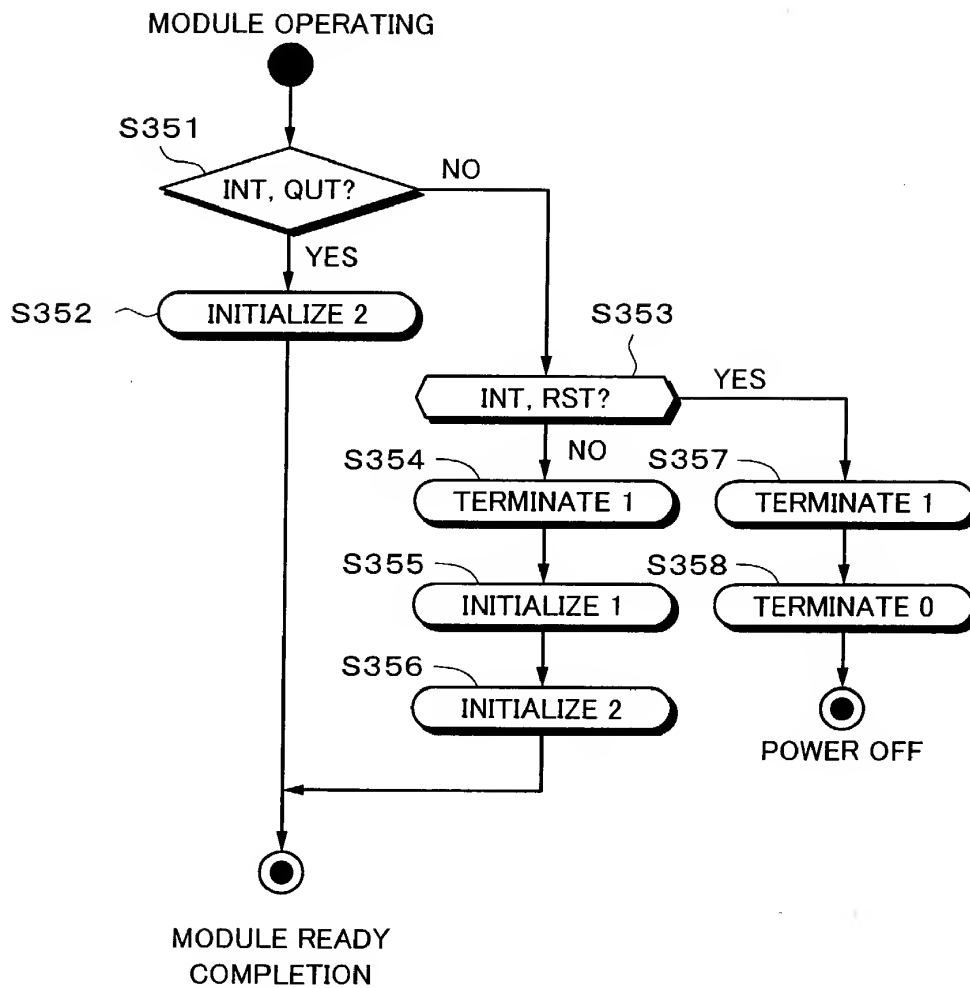 MODULE OPERATING
S351
INT, QUT?
NO
YES
S352
INITIALIZE 2
S353
INT, RST?
YES
NO
S354
TERMINATE 1
S357
TERMINATE 1
S355
INITIALIZE 1
S358
TERMINATE 0
S356
INITIALIZE 2
POWER OFF
MODULE READY
COMPLETION